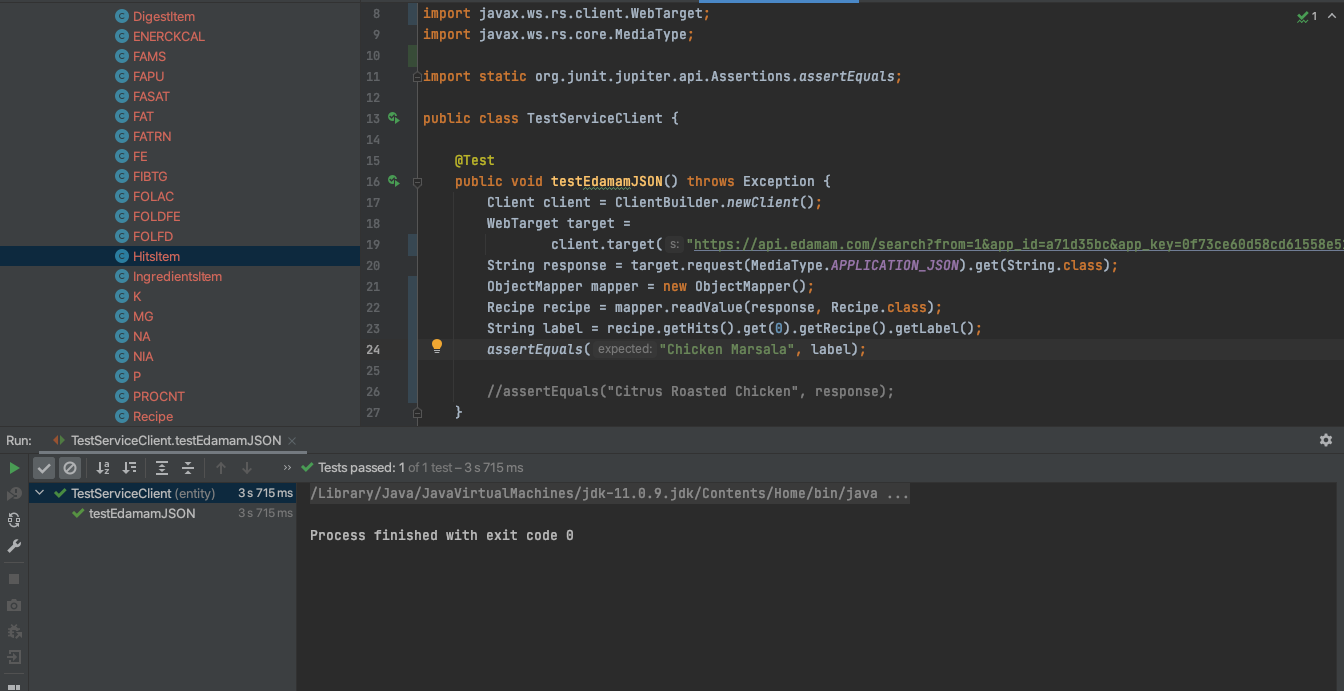 DigestItem
ENERCKCAL
FAMS
FAPU
FASAT
FAT
FATRN
FE
FIBTG
FOLAC
FOLDFE
FOLFD
HitsItem
IngredientsItem
K
MG
NA
NIA
P
PROCNT
Recipe
8 import javax.ws.rs.client.WebTarget;
9 import javax.ws.rs.core.MediaType;
10
11 import static org.junit.jupiter.api.Assertions.assertEquals;
12
13 public class TestServiceClient {
14
15 @Test
16 public void testEdamamJSON() throws Exception {
17 Client client = ClientBuilder.newClient();
18 WebTarget target =
19 client.target( s: "https://api.edamam.com/search?from=1&app_id=a71d35bc&app_key=0f73ce60d58cd61558e5
20 String response = target.request(MediaType.APPLICATION_JSON).get(String.class);
21 ObjectMapper mapper = new ObjectMapper();
22 Recipe recipe = mapper.readValue(response, Recipe.class);
23 String label = recipe.getHits().get(0).getRecipe().getLabel();
24 assertEquals( expected: "Chicken Marsala", label);
25
26 //assertEquals("Citrus Roasted Chicken", response);
27 }
1
Run: TestServiceClient.testEdamamJSON
Tests passed: 1 of 1 test – 3 s 715 ms
TestServiceClient (entity) 3 s 715 ms
testEdamamJSON 3 s 715 ms
/Library/Java/JavaVirtualMachines/jdk-11.0.9.jdk/Contents/Home/bin/java ...
Process finished with exit code 0